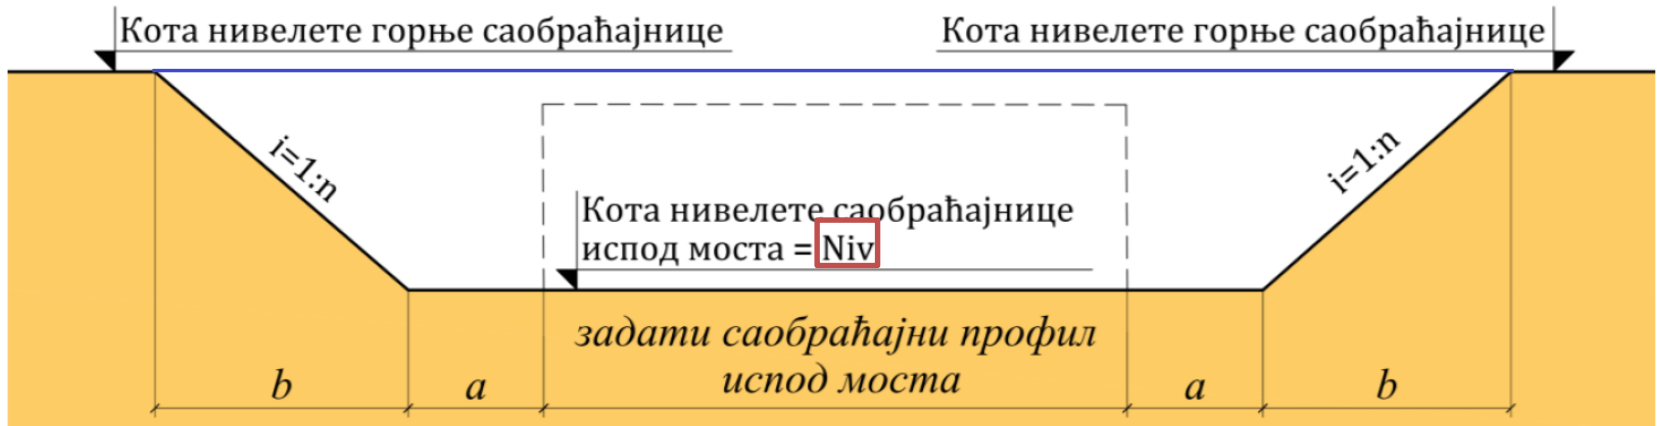 Кота нивелете горње саобраћајнице
Кота нивелете горње саобраћајнице
i=1:n
i=1:n
Кота нивелете саобраћајнице
испод моста = Niv
задати саобраћајни профил
испод моста
b
a
a
b